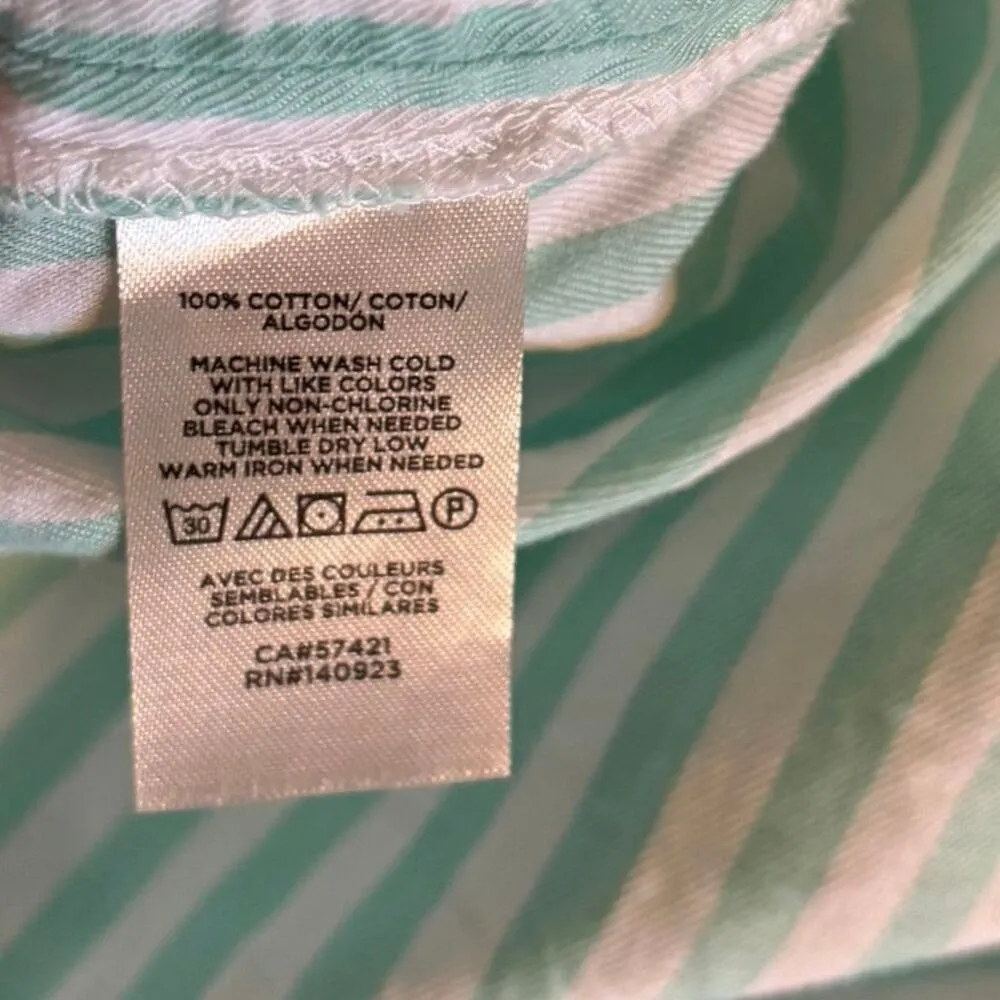 100% COTTON/ COTON/
ALGODÓN
MACHINE WASH COLD
WITH LIKE COLORS
ONLY NON-CHLORINE
BLEACH WHEN NEEDED
TUMBLE DRY LOW
WARM IRON WHEN NEEDED
30 P
AVEC DES COULEURS
SEMBLABLES / CON
COLORES SIMILARES
CA#57421
RN#140923